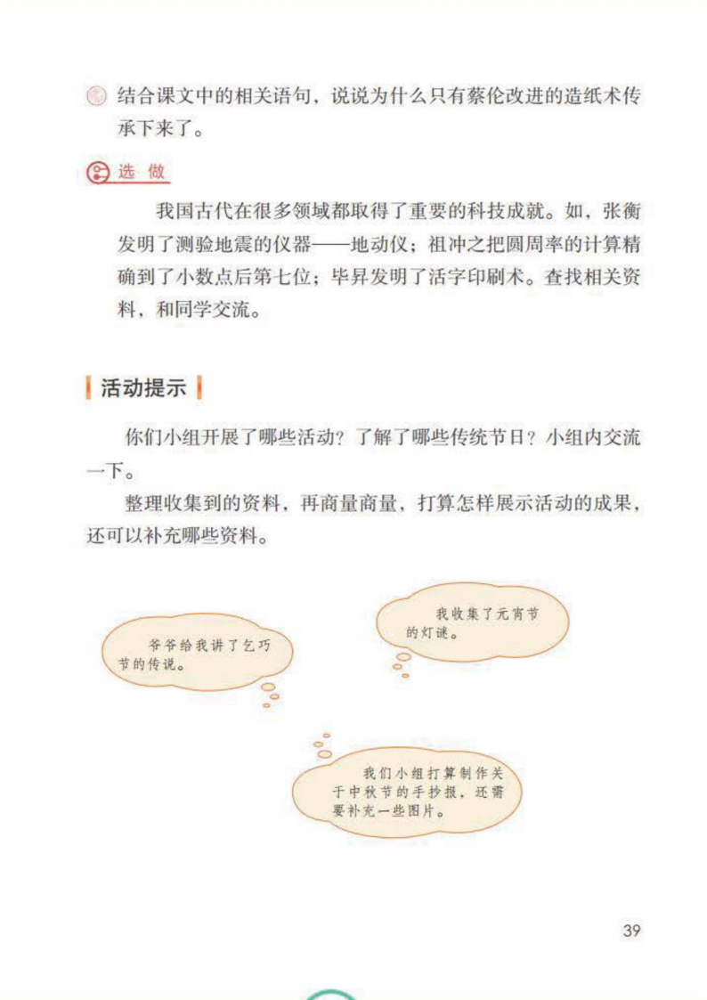 结合课文中的相关语句，说说为什么只有蔡伦改进的造纸术传
承下来了。
选 做
我国古代在很多领域都取得了重要的科技成就。如，张衡
发明了测验地震的仪器——地动仪；祖冲之把圆周率的计算精
确到了小数点后第七位；毕昇发明了活字印刷术。查找相关资
料，和同学交流。
活动提示
你们小组开展了哪些活动？了解了哪些传统节日？小组内交流
一下。
整理收集到的资料，再商量商量，打算怎样展示活动的成果，
还可以补充哪些资料。
我收集了元宵节
的灯谜。
爷爷给我讲了乞巧
节的传说。
我们小组打算制作关
于中秋节的手抄报，还需
要补充一些图片。
39